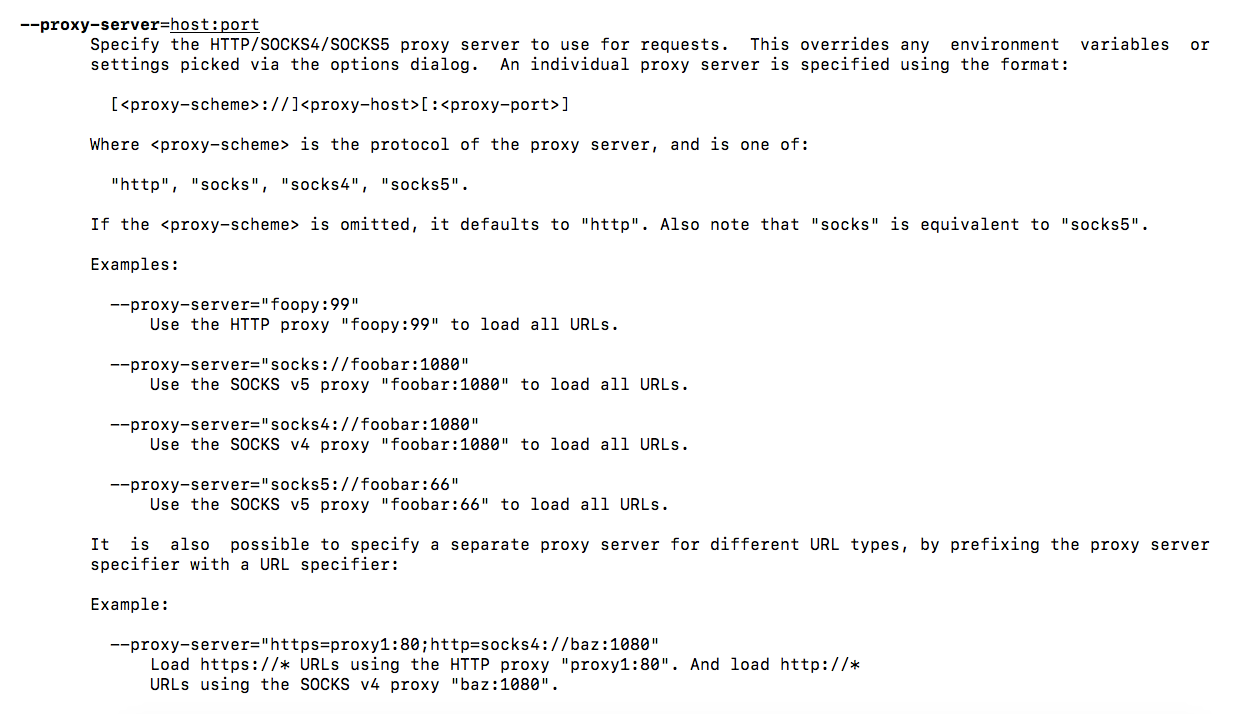 --proxy-server=host:port
Specify the HTTP/SOCKS4/SOCKS5 proxy server to use for requests. This overrides any environment variables or
settings picked via the options dialog. An individual proxy server is specified using the format:
[<proxy-scheme>://]<proxy-host>[:<proxy-port>]
Where <proxy-scheme> is the protocol of the proxy server, and is one of:
"http", "socks", "socks4", "socks5".
If the <proxy-scheme> is omitted, it defaults to "http". Also note that "socks" is equivalent to "socks5".
Examples:
--proxy-server="foopy:99"
Use the HTTP proxy "foopy:99" to load all URLs.
--proxy-server="socks://foobar:1080"
Use the SOCKS v5 proxy "foobar:1080" to load all URLs.
--proxy-server="socks4://foobar:1080"
Use the SOCKS v4 proxy "foobar:1080" to load all URLs.
--proxy-server="socks5://foobar:66"
Use the SOCKS v5 proxy "foobar:66" to load all URLs.
It is also possible to specify a separate proxy server for different URL types, by prefixing the proxy server
specifier with a URL specifier:
Example:
--proxy-server="https=proxy1:80;http=socks4://baz:1080"
Load https://* URLs using the HTTP proxy "proxy1:80". And load http://*
URLs using the SOCKS v4 proxy "baz:1080".